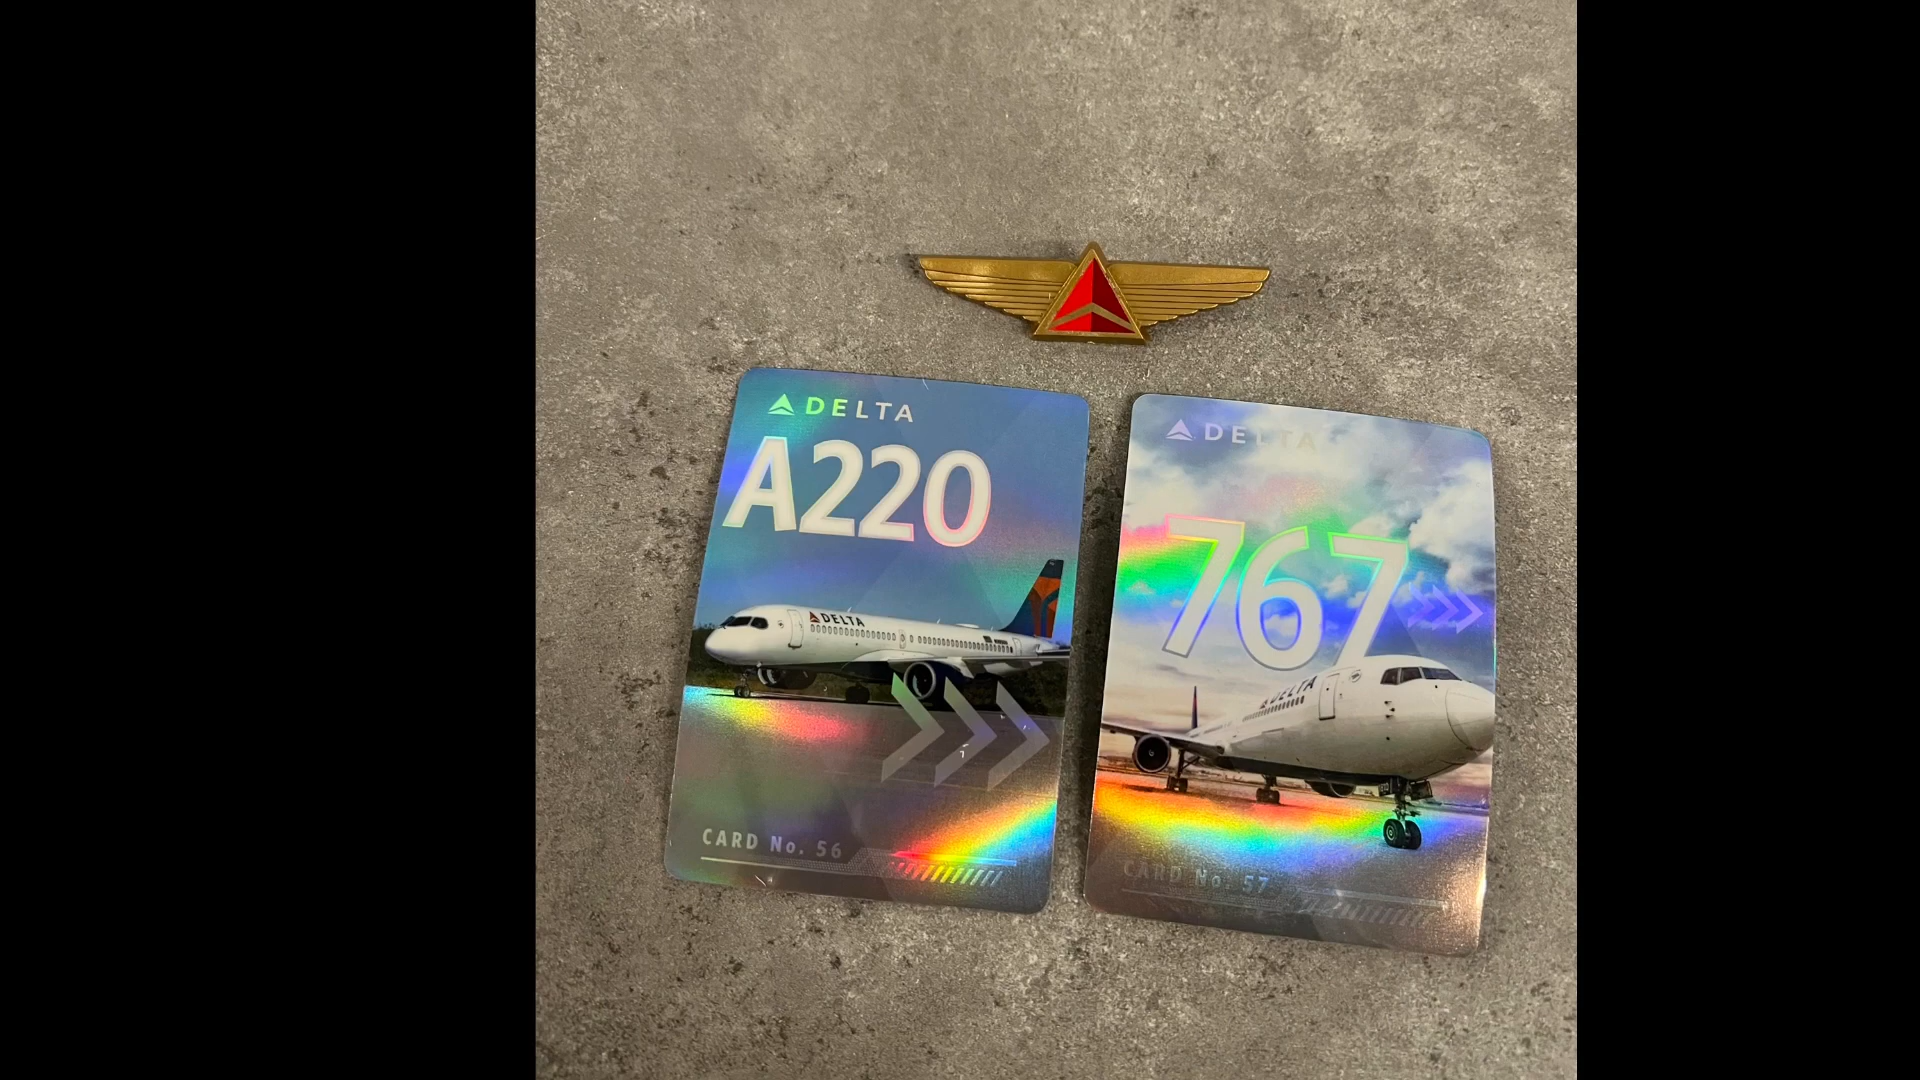 DELTA
A220
DELTA
CARD No. 56
DELTA
767
DELTA
CARD No. 57